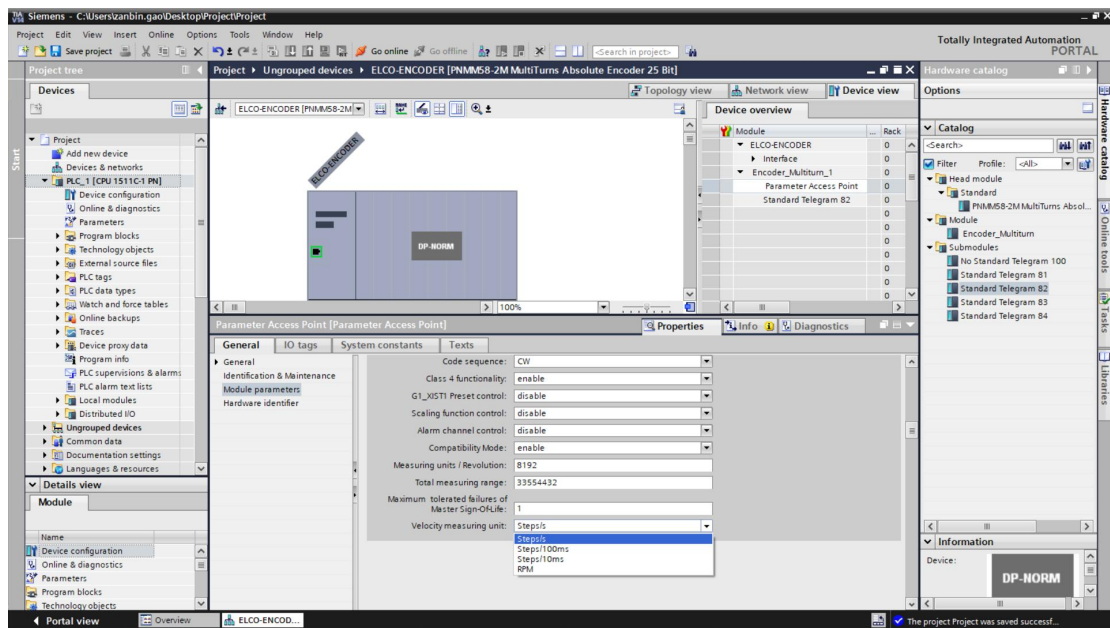 Siemens - C:\Users\zanbin.gao\Desktop\Project\Project
Project Edit View Insert Online Options Tools Window Help
Totally Integrated Automation
PORTAL
Save project
Go online
Go offline
<Search in project>
Project tree
Devices
Start
Project
Add new device
Devices & networks
PLC_1 [CPU 1511C-1 PN]
Device configuration
Online & diagnostics
Parameters
Program blocks
Technology objects
External source files
PLC tags
PLC data types
Watch and force tables
Online backups
Traces
Device proxy data
Program info
PLC supervisions & alarms
PLC alarm text lists
Local modules
Distributed I/O
Ungrouped devices
Common data
Documentation settings
Languages & resources
Details view
Module
Name
Device configuration
Online & diagnostics
Parameters
Program blocks
Technology objects
Project ▸ Ungrouped devices ▸ ELCO-ENCODER [PNMM58-2M MultiTurns Absolute Encoder 25 Bit]
Topology view
Network view
Device view
ELCO-ENCODER [PNMM58-2M
ELCO-ENCODER
DP-NORM
100%
Device overview
Module
...
Rack
ELCO-ENCODER 0
Interface 0
Encoder_Multiturn_1 0
Parameter Access Point 0
Standard Telegram 82 0
0
0
0
0
0
0
0
Parameter Access Point [Parameter Access Point]
Properties
Info
Diagnostics
General
IO tags
System constants
Texts
General
Identification & Maintenance
Module parameters
Hardware identifier
Code sequence: CW
Class 4 functionality: enable
G1_XIST1 Preset control: disable
Scaling function control: disable
Alarm channel control: disable
Compatibility Mode: enable
Measuring units / Revolution: 8192
Total measuring range: 33554432
Maximum tolerated failures of
Master Sign-Of-Life: 1
Velocity measuring unit: Steps/s
Steps/s
Steps/100ms
Steps/10ms
RPM
Hardware catalog
Options
Catalog
<Search>
Filter
Profile:
<All>
Head module
Standard
PNMM58-2M MultiTurns Absol...
Module
Encoder_Multiturn
Submodules
No Standard Telegram 100
Standard Telegram 81
Standard Telegram 82
Standard Telegram 83
Standard Telegram 84
Information
Device:
DP-NORM
Hardware catalog
Online tools
Tasks
Libraries
Portal view
Overview
ELCO-ENCOD...
The project Project was saved successf...